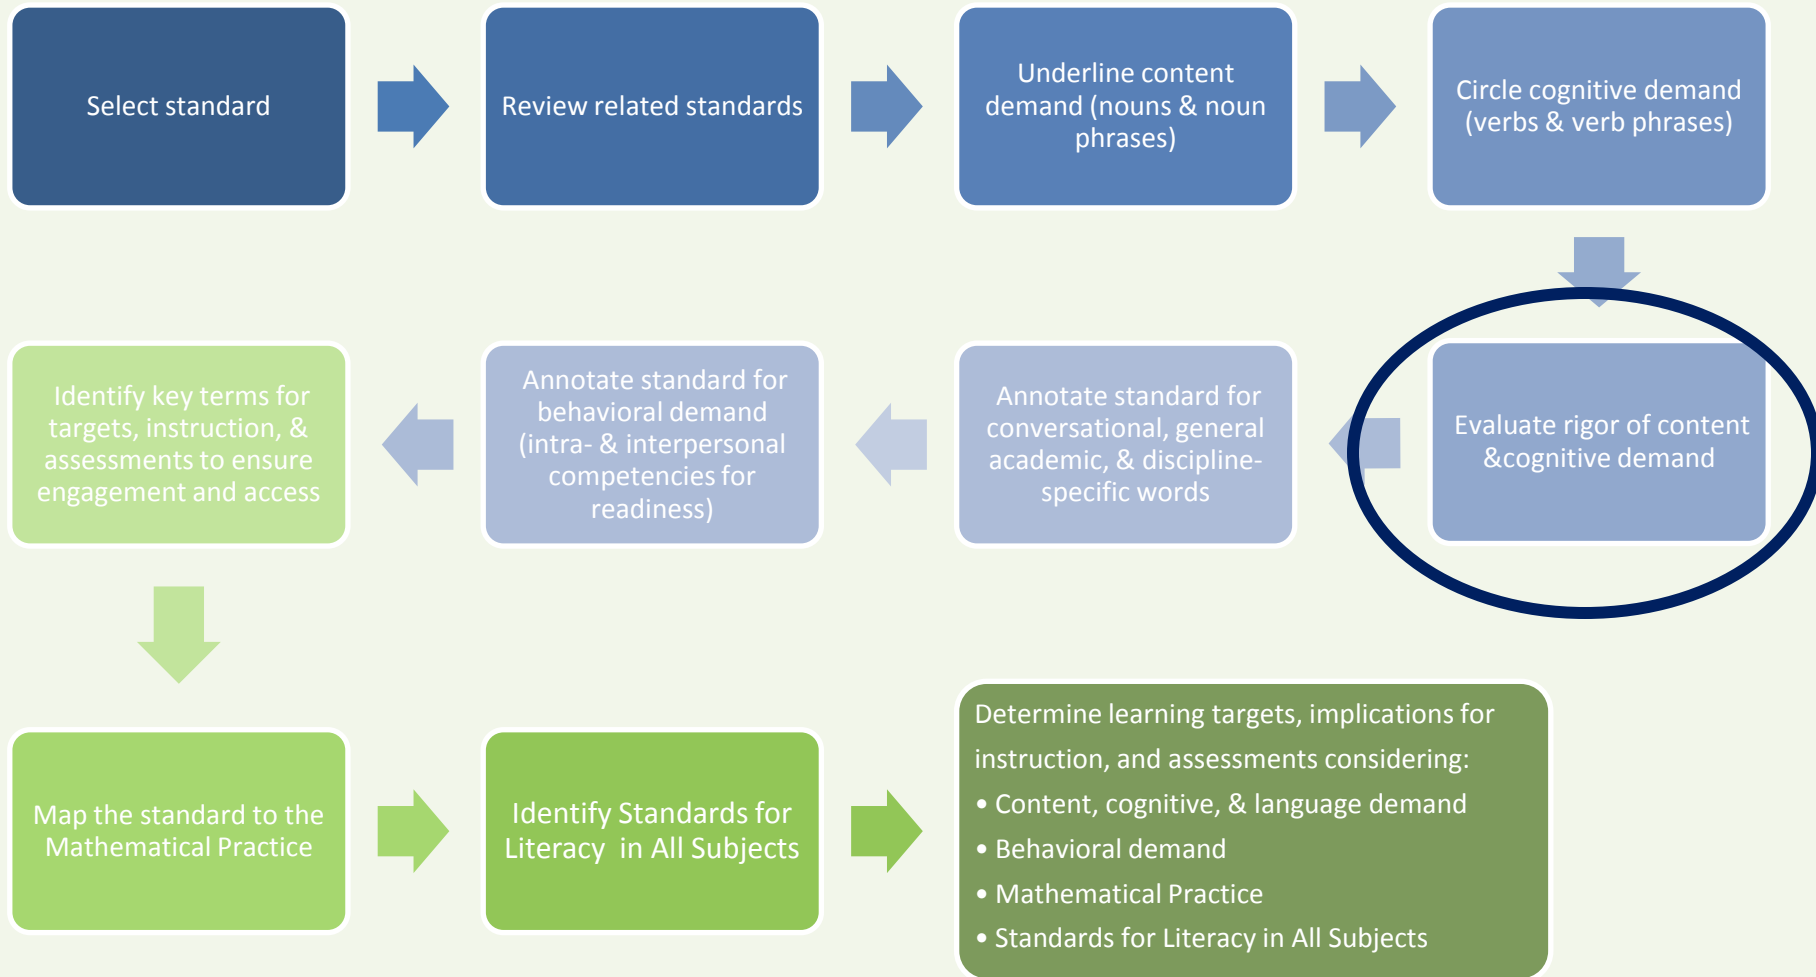 Select standard
Review related standards
Underline content
demand (nouns & noun
phrases)
Circle cognitive demand
(verbs & verb phrases)
Evaluate rigor of content
&cognitive demand
Annotate standard for
conversational, general
academic, & discipline-
specific words
Annotate standard for
behavioral demand
(intra- & interpersonal
competencies for
readiness)
Identify key terms for
targets, instruction, &
assessments to ensure
engagement and access
Map the standard to the
Mathematical Practice
Identify Standards for
Literacy in All Subjects
Determine learning targets, implications for
instruction, and assessments considering:
• Content, cognitive, & language demand
• Behavioral demand
• Mathematical Practice
• Standards for Literacy in All Subjects